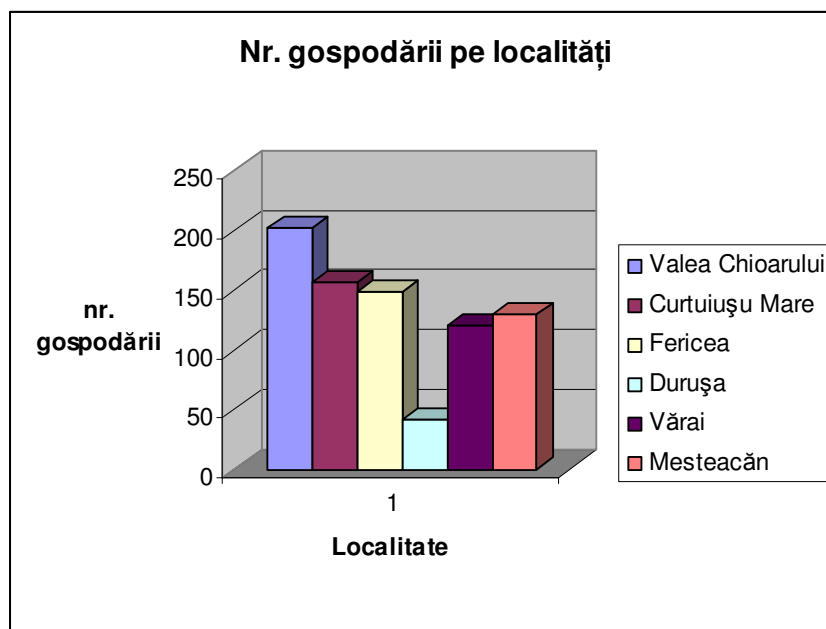 Nr. gospodării pe localități
250
200
150
100
50
0
nr.
gospodării
1
Localitate
Valea Chioarului
Curtuiuşu Mare
Fericea
Duruşa
Vărai
Mesteacăn